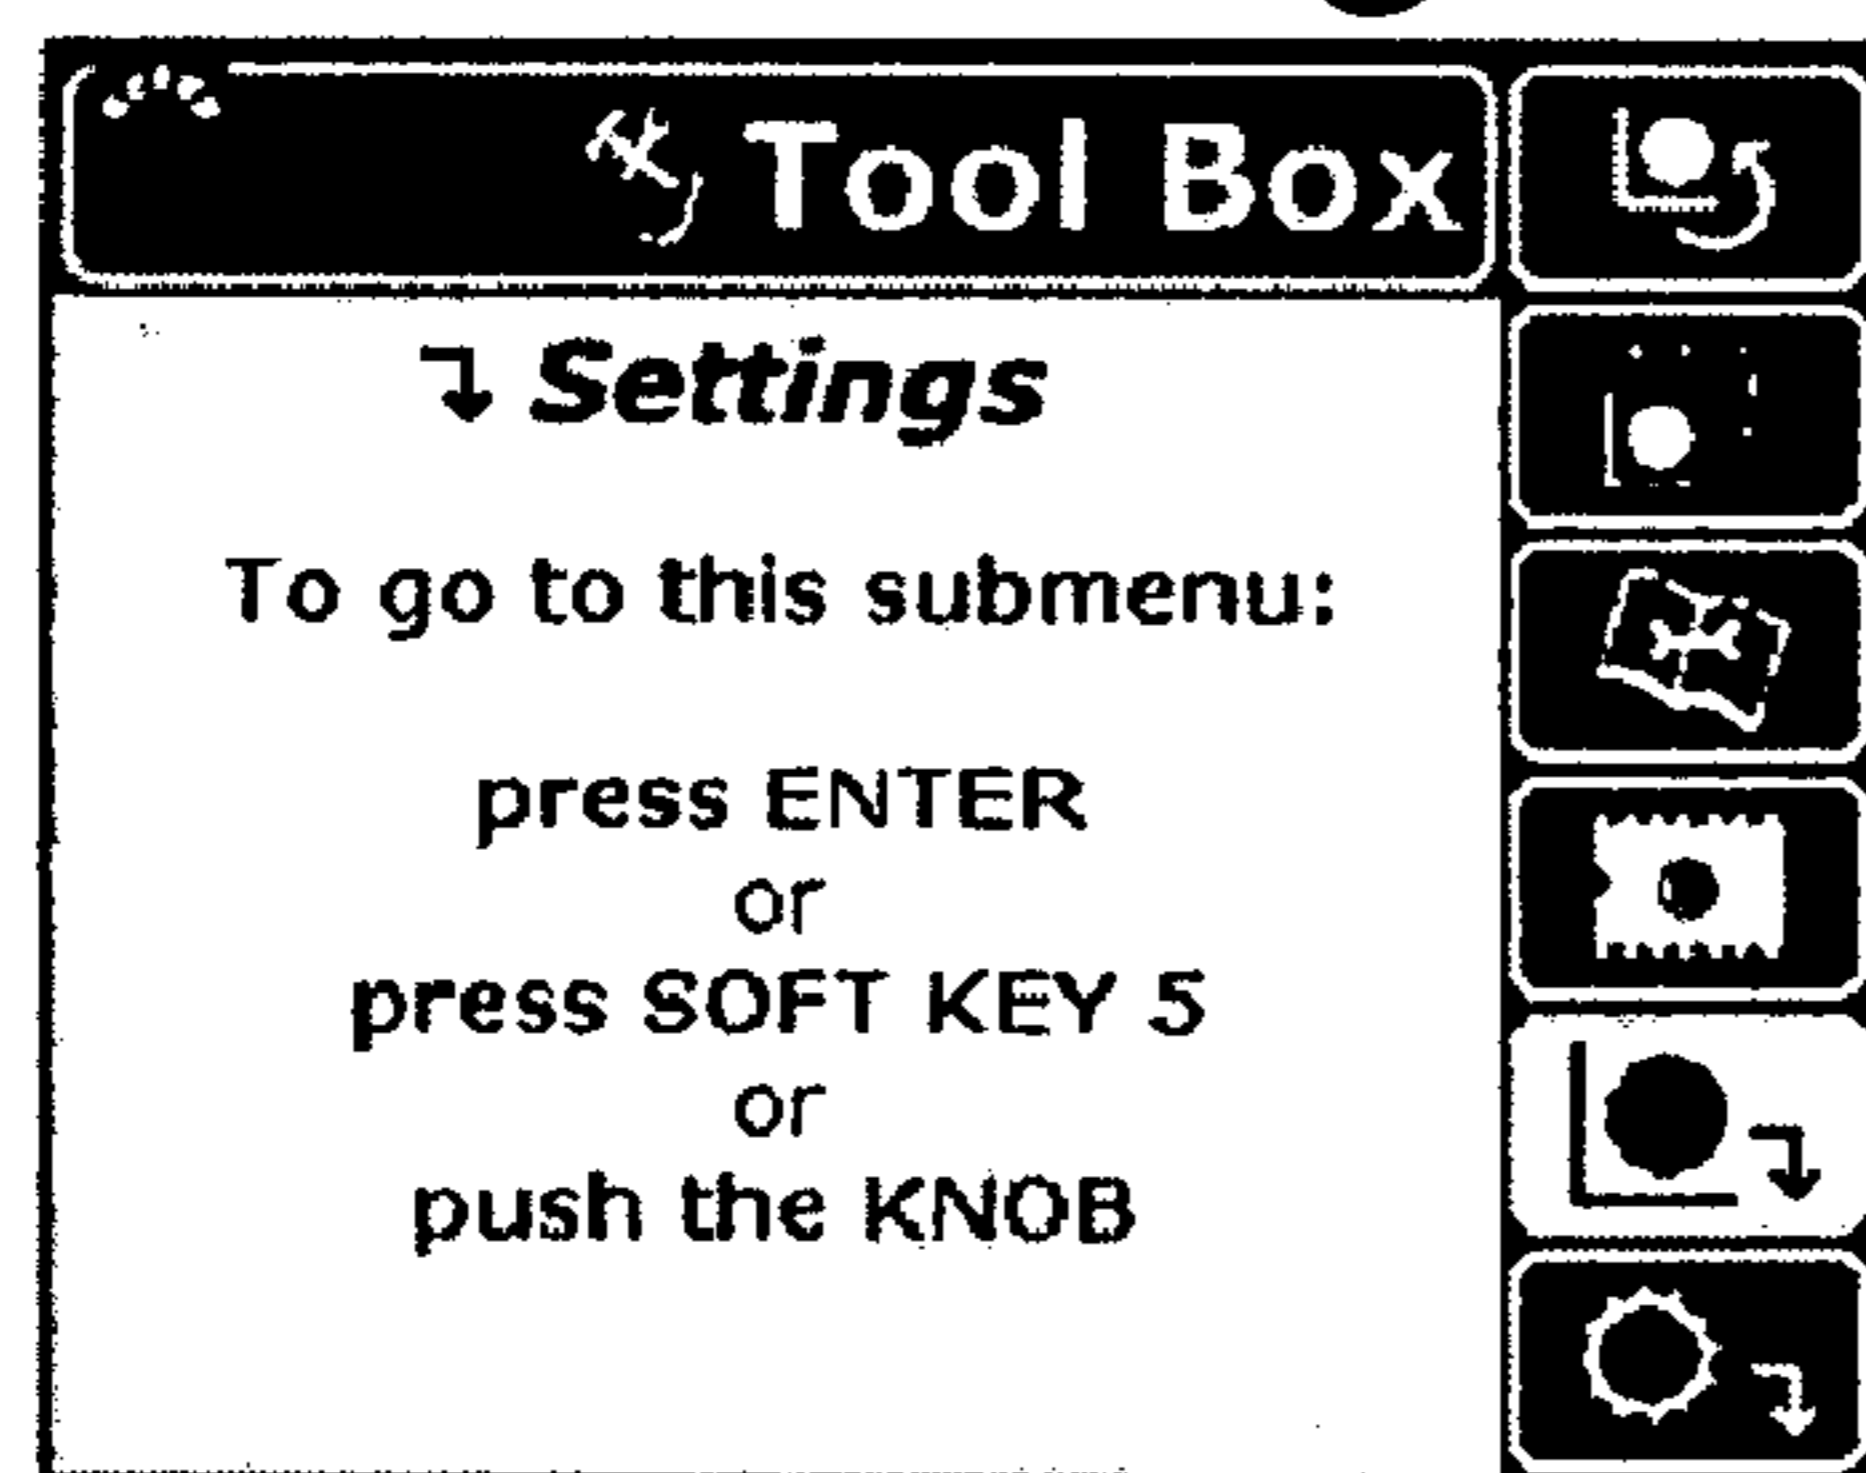 Tool Box
Settings
To go to this submenu:
press ENTER
or
press SOFT KEY 5
or
push the KNOB